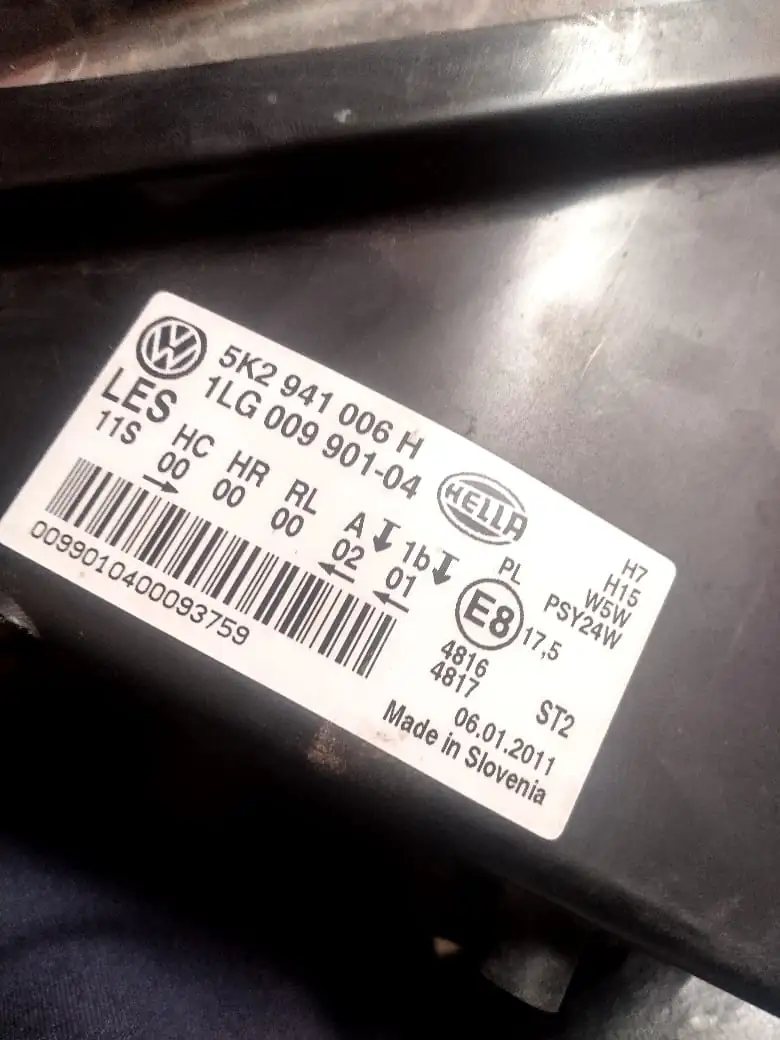 5K2 941 006 H
1LG 009 901-04
LES
11S
HC HR RL A 1b PL
00 00 00 02 01
HELLA
H7
H15
W5W
PSY24W
E8 17,5
4816
4817
ST2
06.01.2011
Made in Slovenia
0099010400093759